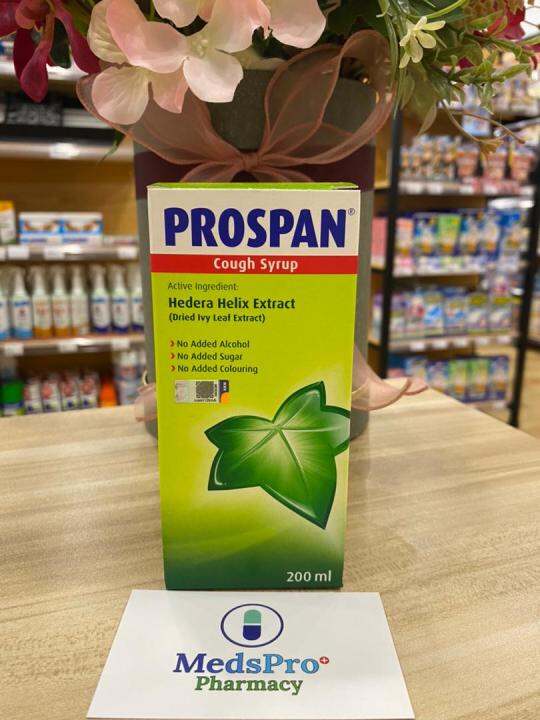 PROSPAN®
Cough Syrup
Active Ingredient:
Hedera Helix Extract
(Dried Ivy Leaf Extract)
No Added Alcohol
No Added Sugar
No Added Colouring
200 ml
MedsPro+
Pharmacy